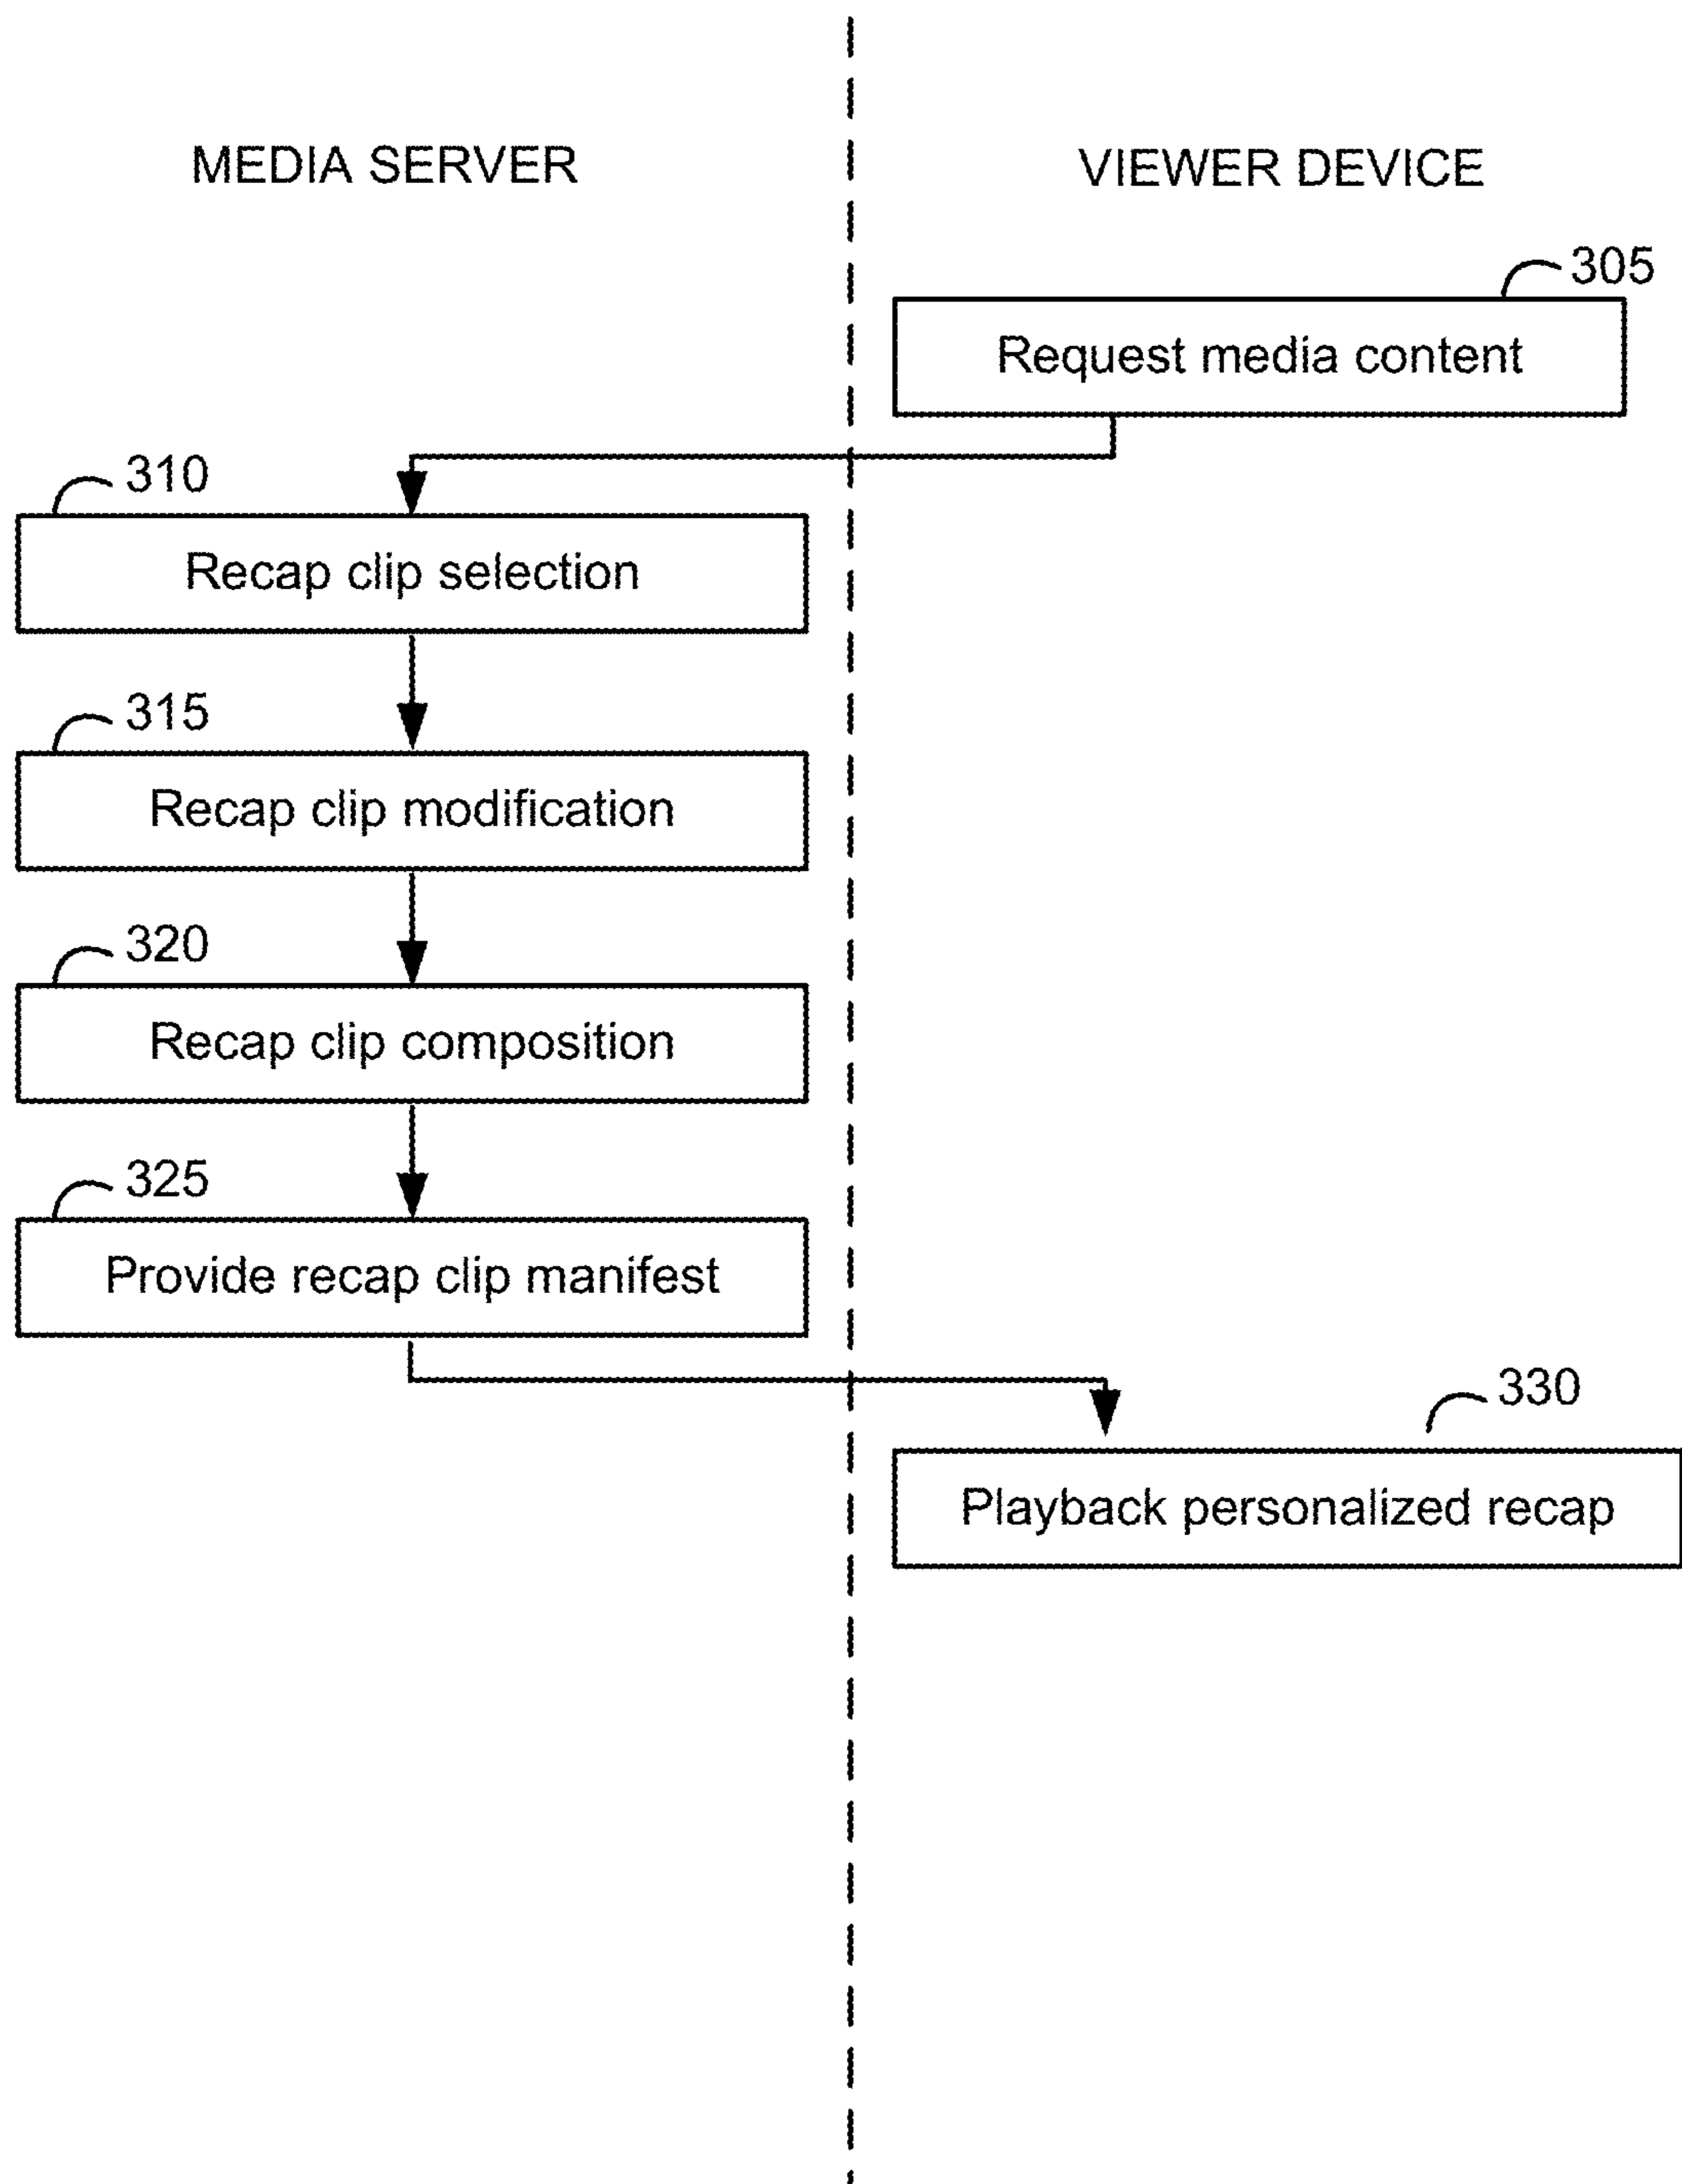 MEDIA SERVER
VIEWER DEVICE
305
Request media content
310
Recap clip selection
315
Recap clip modification
320
Recap clip composition
325
Provide recap clip manifest
330
Playback personalized recap